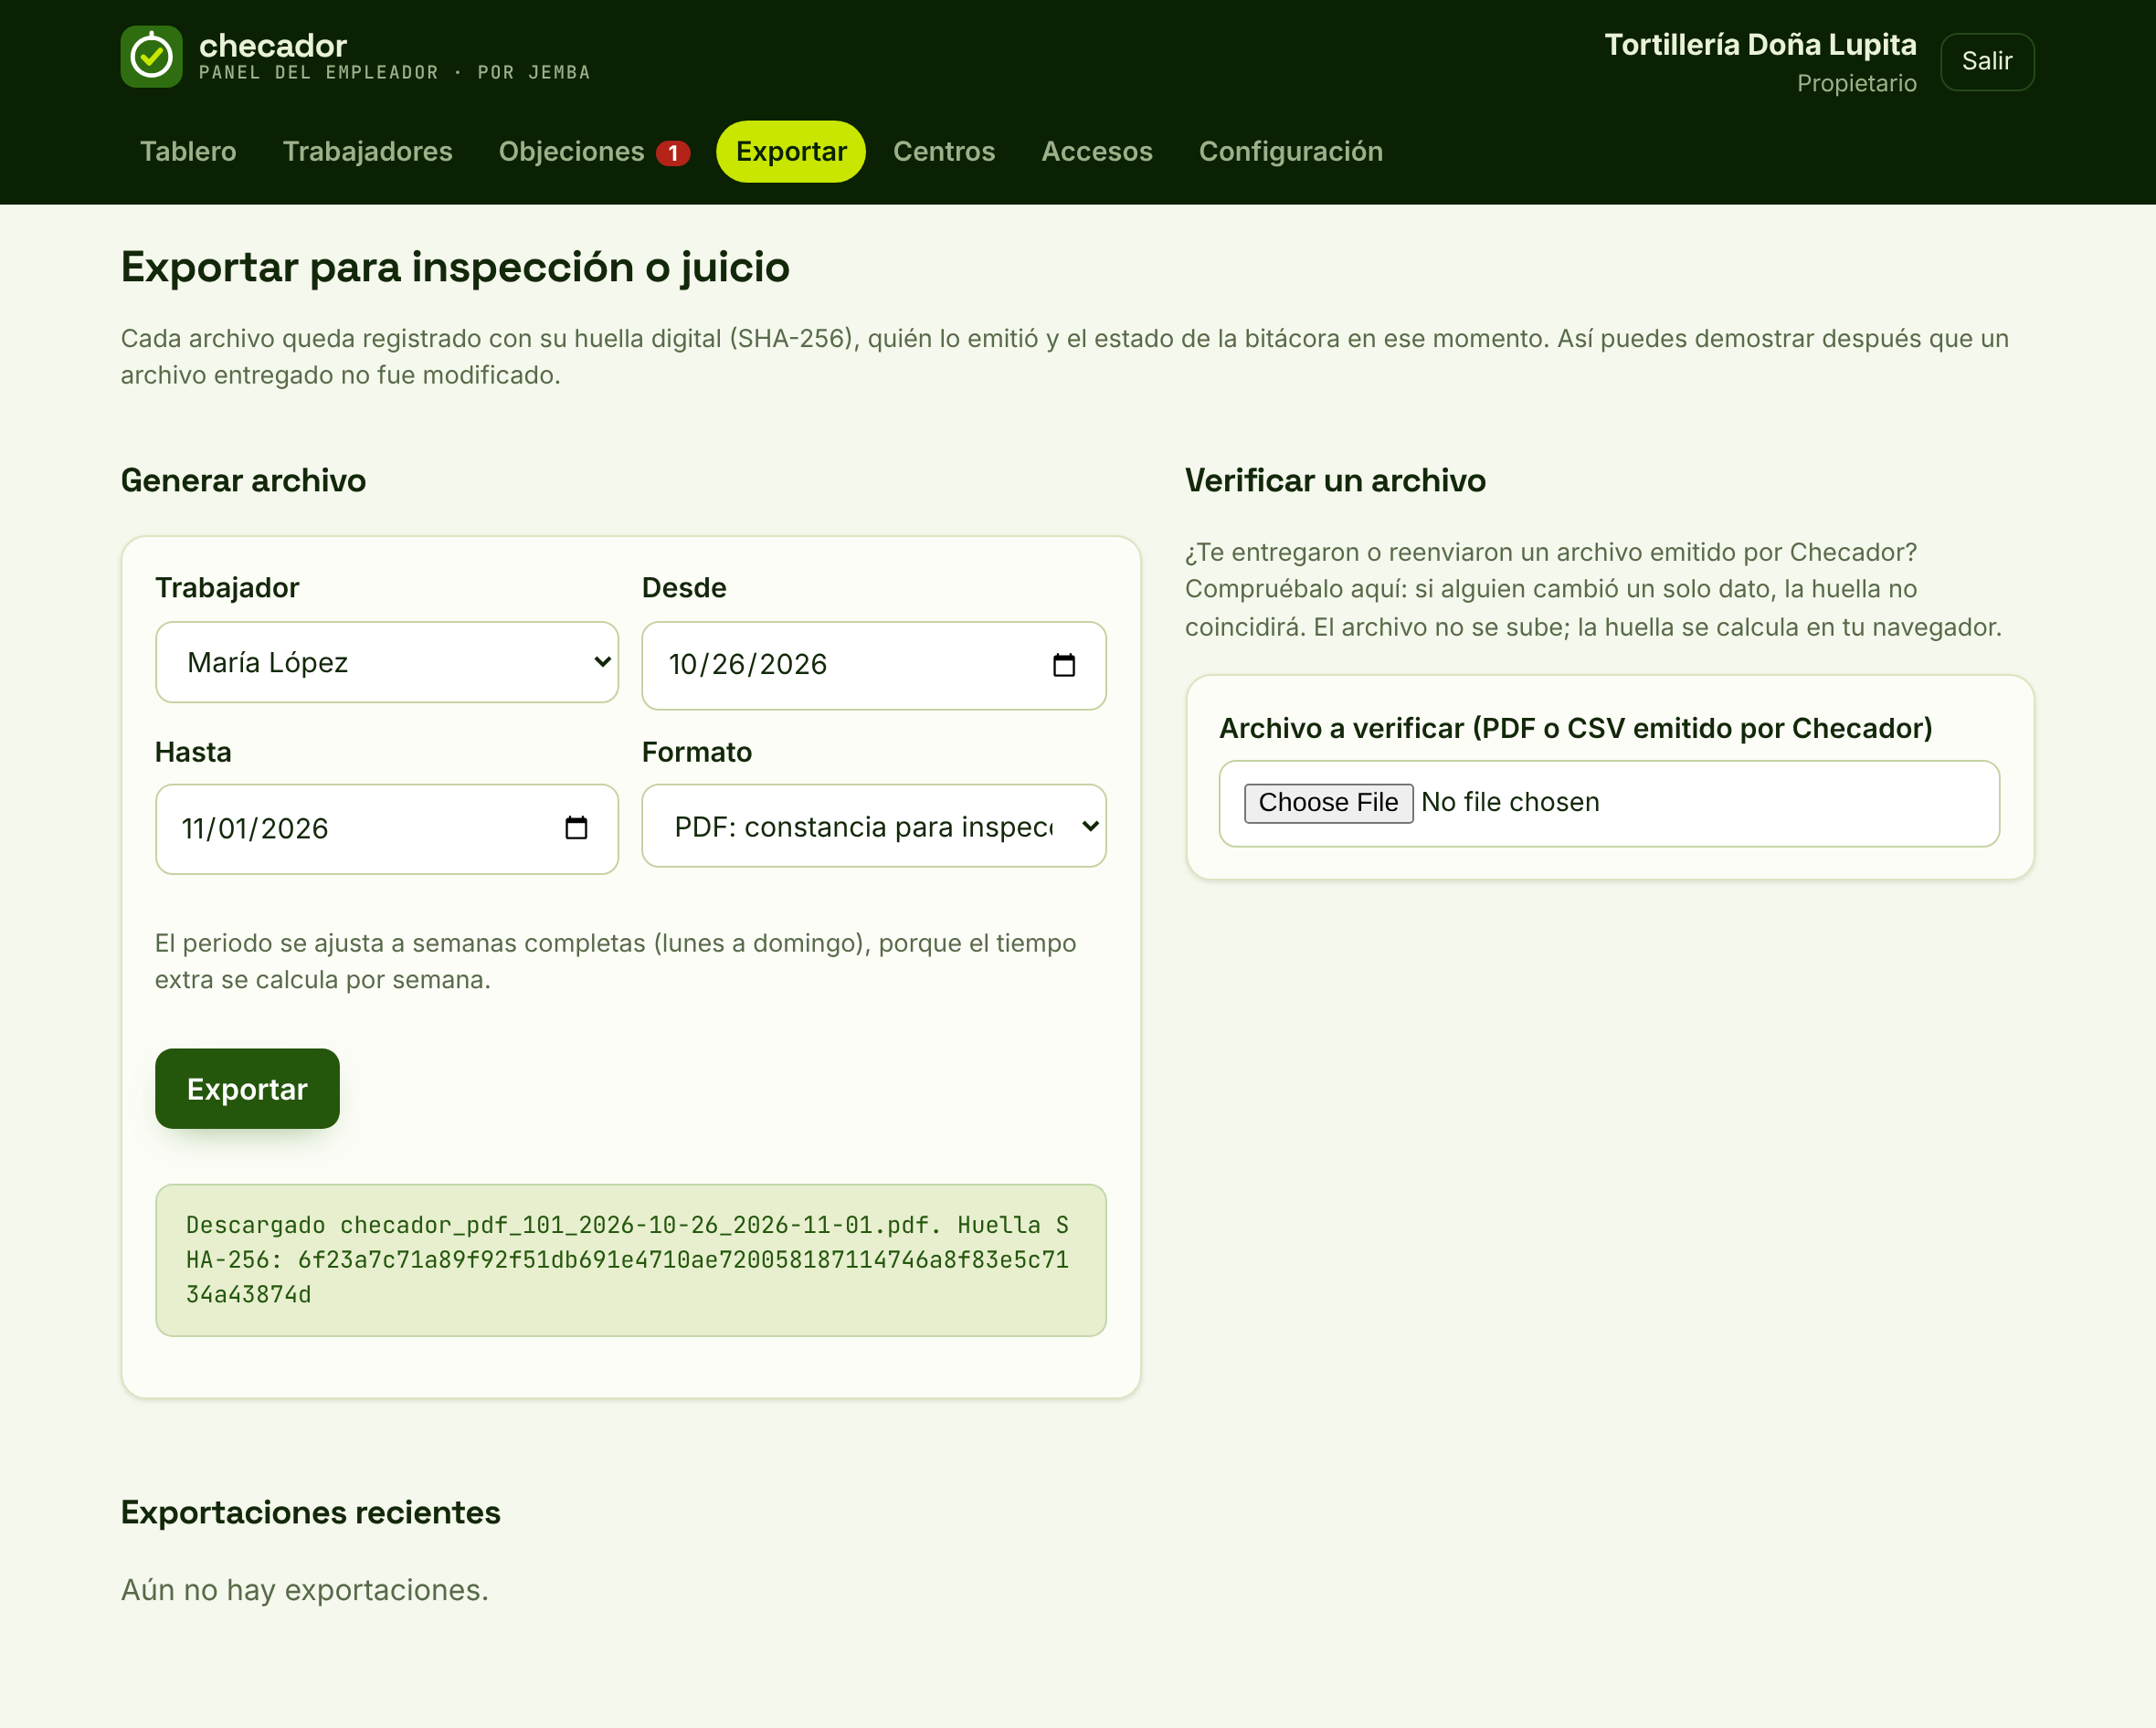 checador
PANEL DEL EMPLEADOR · POR JEMBA
Tortillería Doña Lupita
Propietario
Salir
Tablero
Trabajadores
Objeciones 1
Exportar
Centros
Accesos
Configuración
Exportar para inspección o juicio
Cada archivo queda registrado con su huella digital (SHA-256), quién lo emitió y el estado de la bitácora en ese momento. Así puedes demostrar después que un
archivo entregado no fue modificado.
Generar archivo
Trabajador
María López
Desde
10/26/2026
Hasta
11/01/2026
Formato
PDF: constancia para inspecc
El periodo se ajusta a semanas completas (lunes a domingo), porque el tiempo
extra se calcula por semana.
Exportar
Descargado checador_pdf_101_2026-10-26_2026-11-01.pdf. Huella S
HA-256: 6f23a7c71a89f92f51db691e4710ae720058187114746a8f83e5c71
34a43874d
Verificar un archivo
¿Te entregaron o reenviaron un archivo emitido por Checador?
Compruébalo aquí: si alguien cambió un solo dato, la huella no
coincidirá. El archivo no se sube; la huella se calcula en tu navegador.
Archivo a verificar (PDF o CSV emitido por Checador)
Choose File No file chosen
Exportaciones recientes
Aún no hay exportaciones.